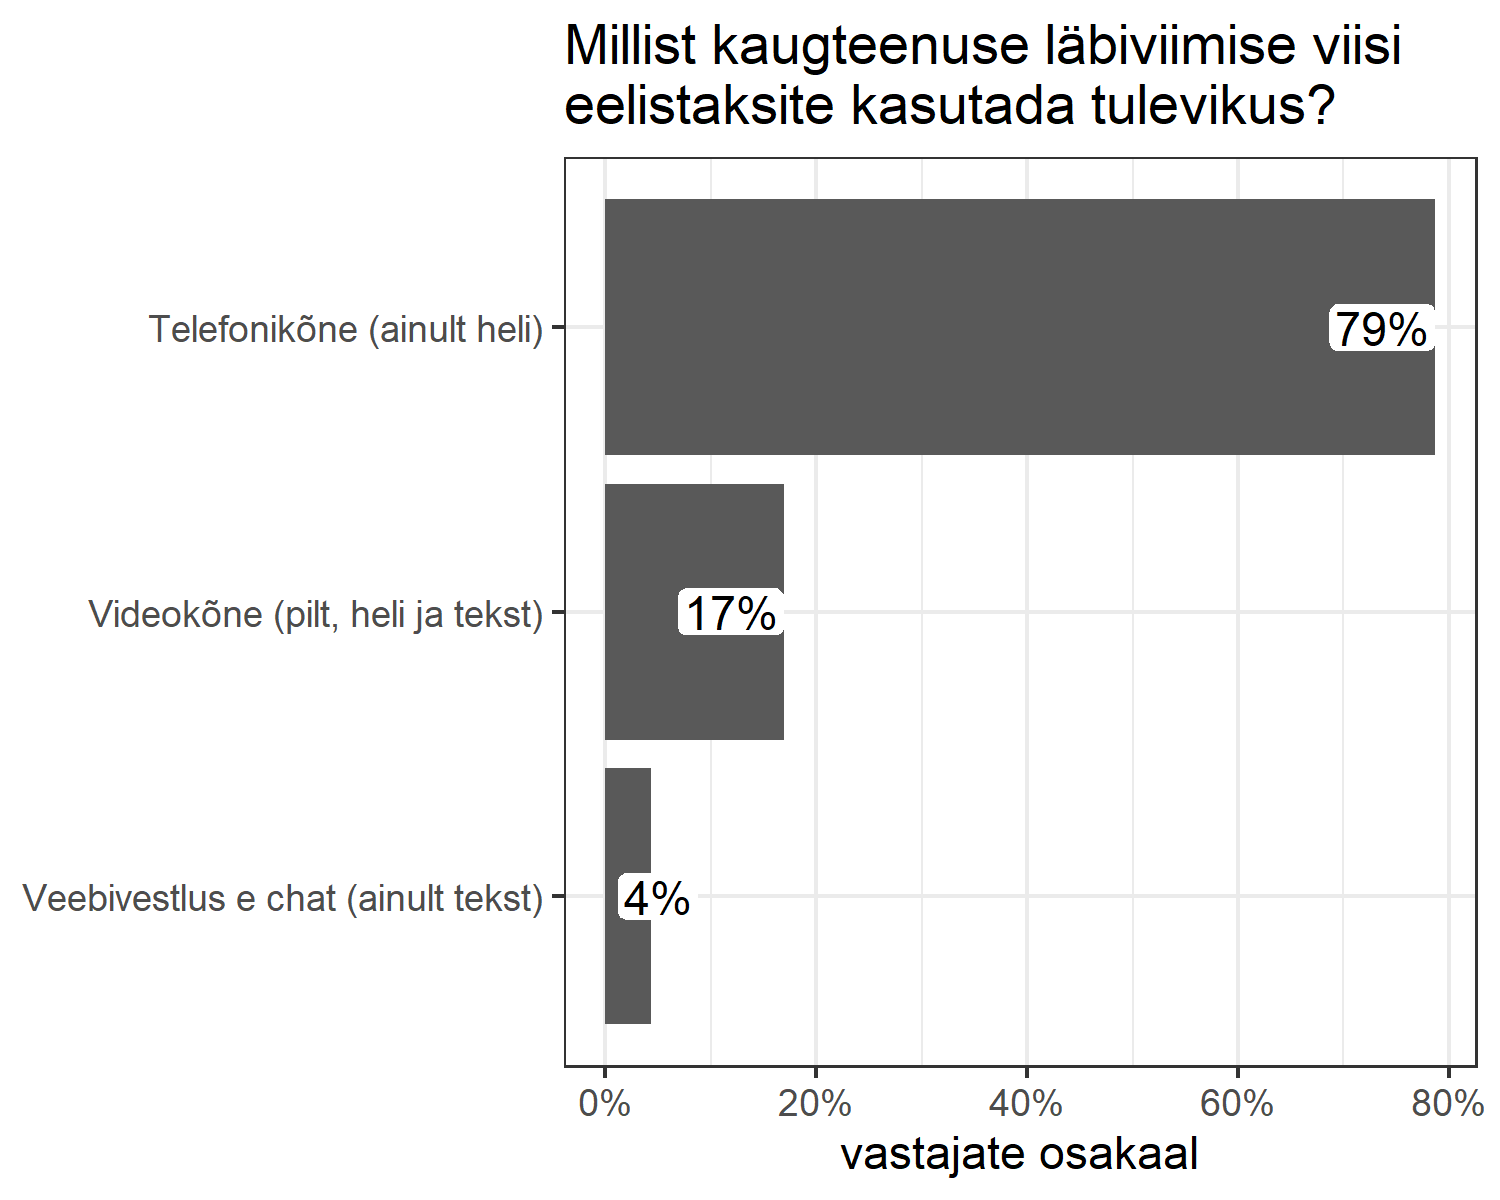 Millist kaugteenuse läbiviimise viisi
eelistaksite kasutada tulevikus?
Telefonikõne (ainult heli)
79%
Videokõne (pilt, heli ja tekst)
17%
Veebivestlus e chat (ainult tekst)
4%
0% 20% 40% 60% 80%
vastajate osakaal